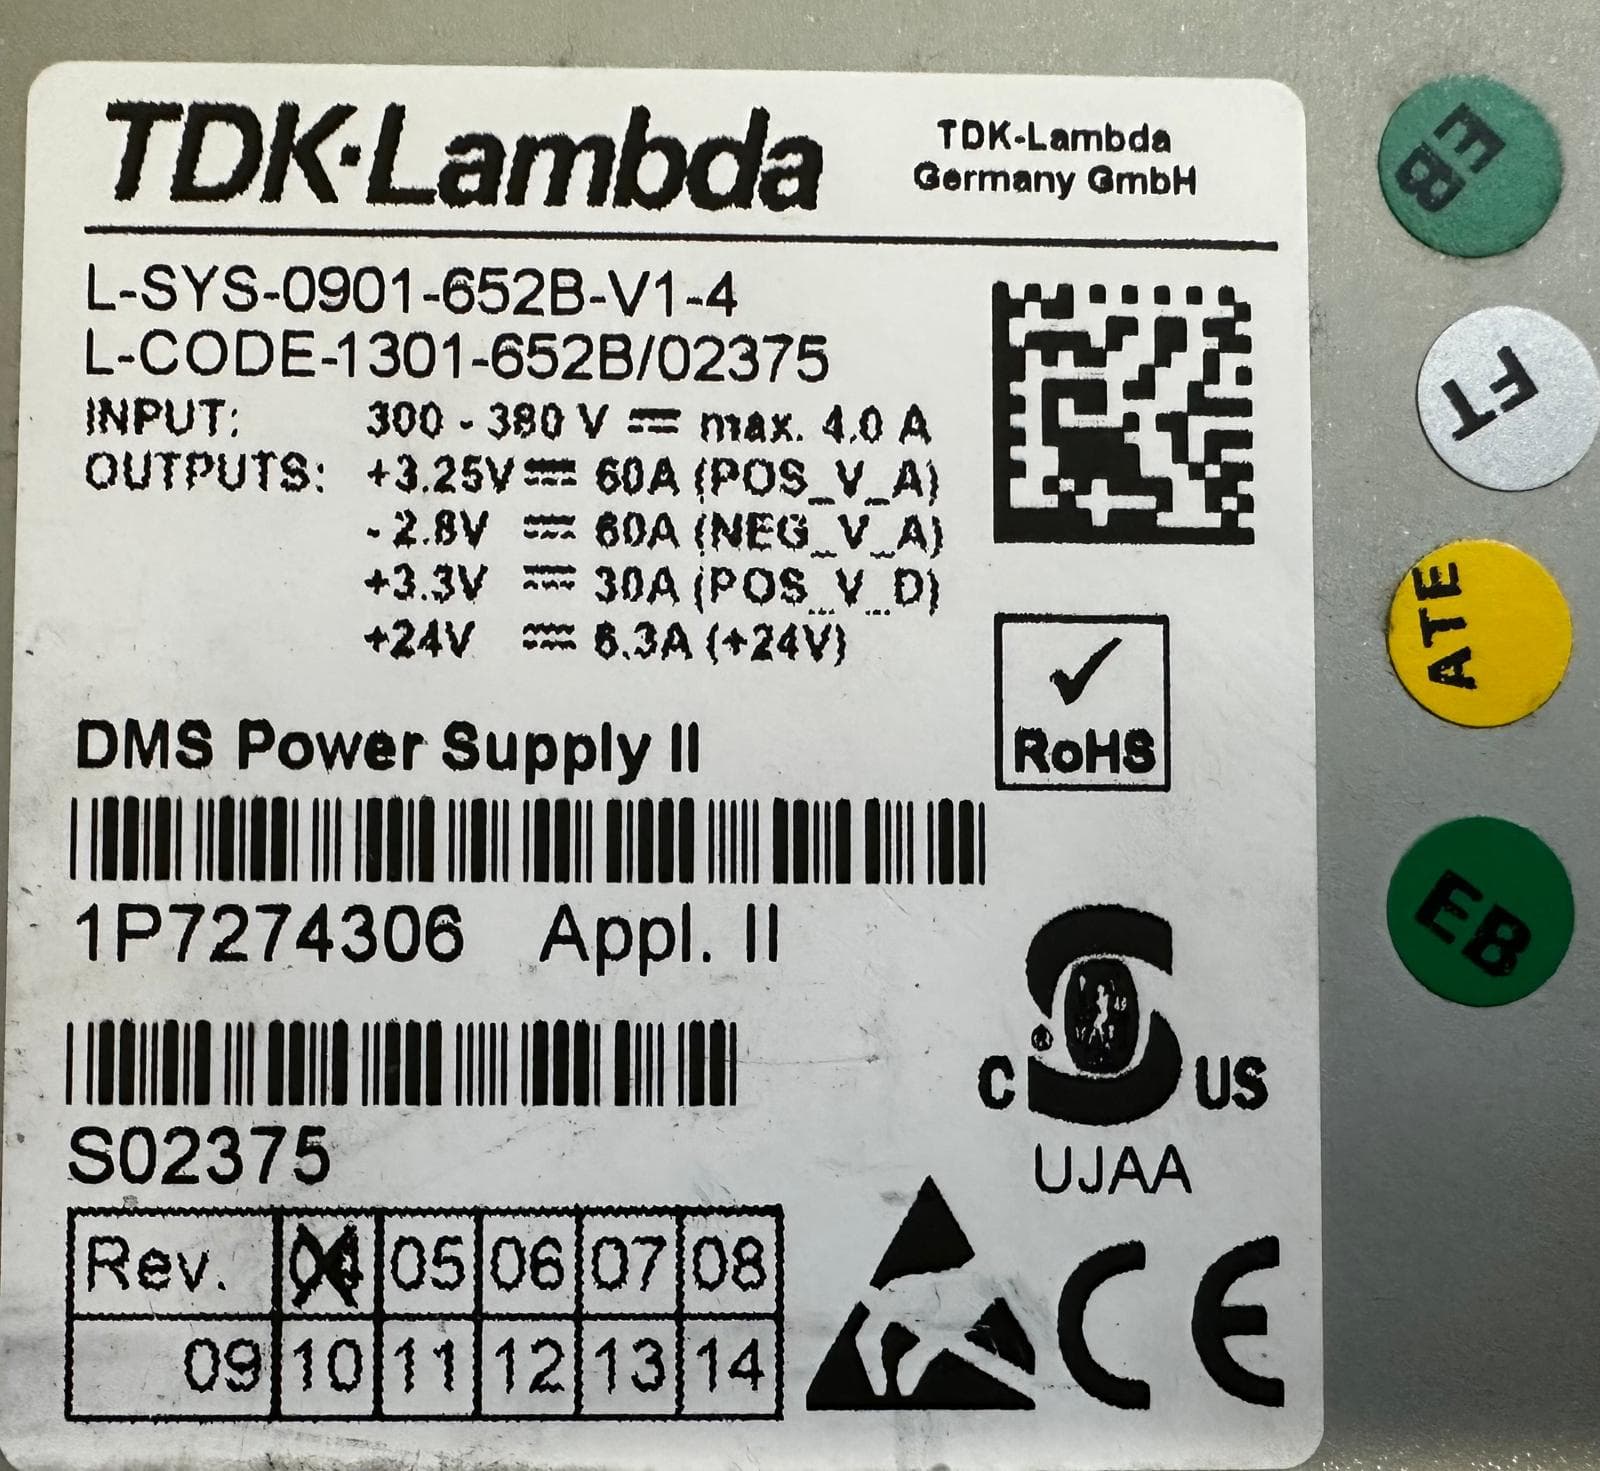 TDK·Lambda
TDK-Lambda
Germany GmbH
L-SYS-0901-652B-V1-4
L-CODE-1301-652B/02375
INPUT: 300 - 380 V max. 4.0 A
OUTPUTS: +3.25V 60A (POS_V_A)
- 2.8V 60A (NEG_V_A)
+3.3V 30A (POS_V_D)
+24V 6.3A (+24V)
RoHS
DMS Power Supply II
1P7274306 Appl. II
S02375
C S ® US
UJAA
Rev. 04 05 06 07 08
09 10 11 12 13 14
CE
EB
FT
ATE
EB